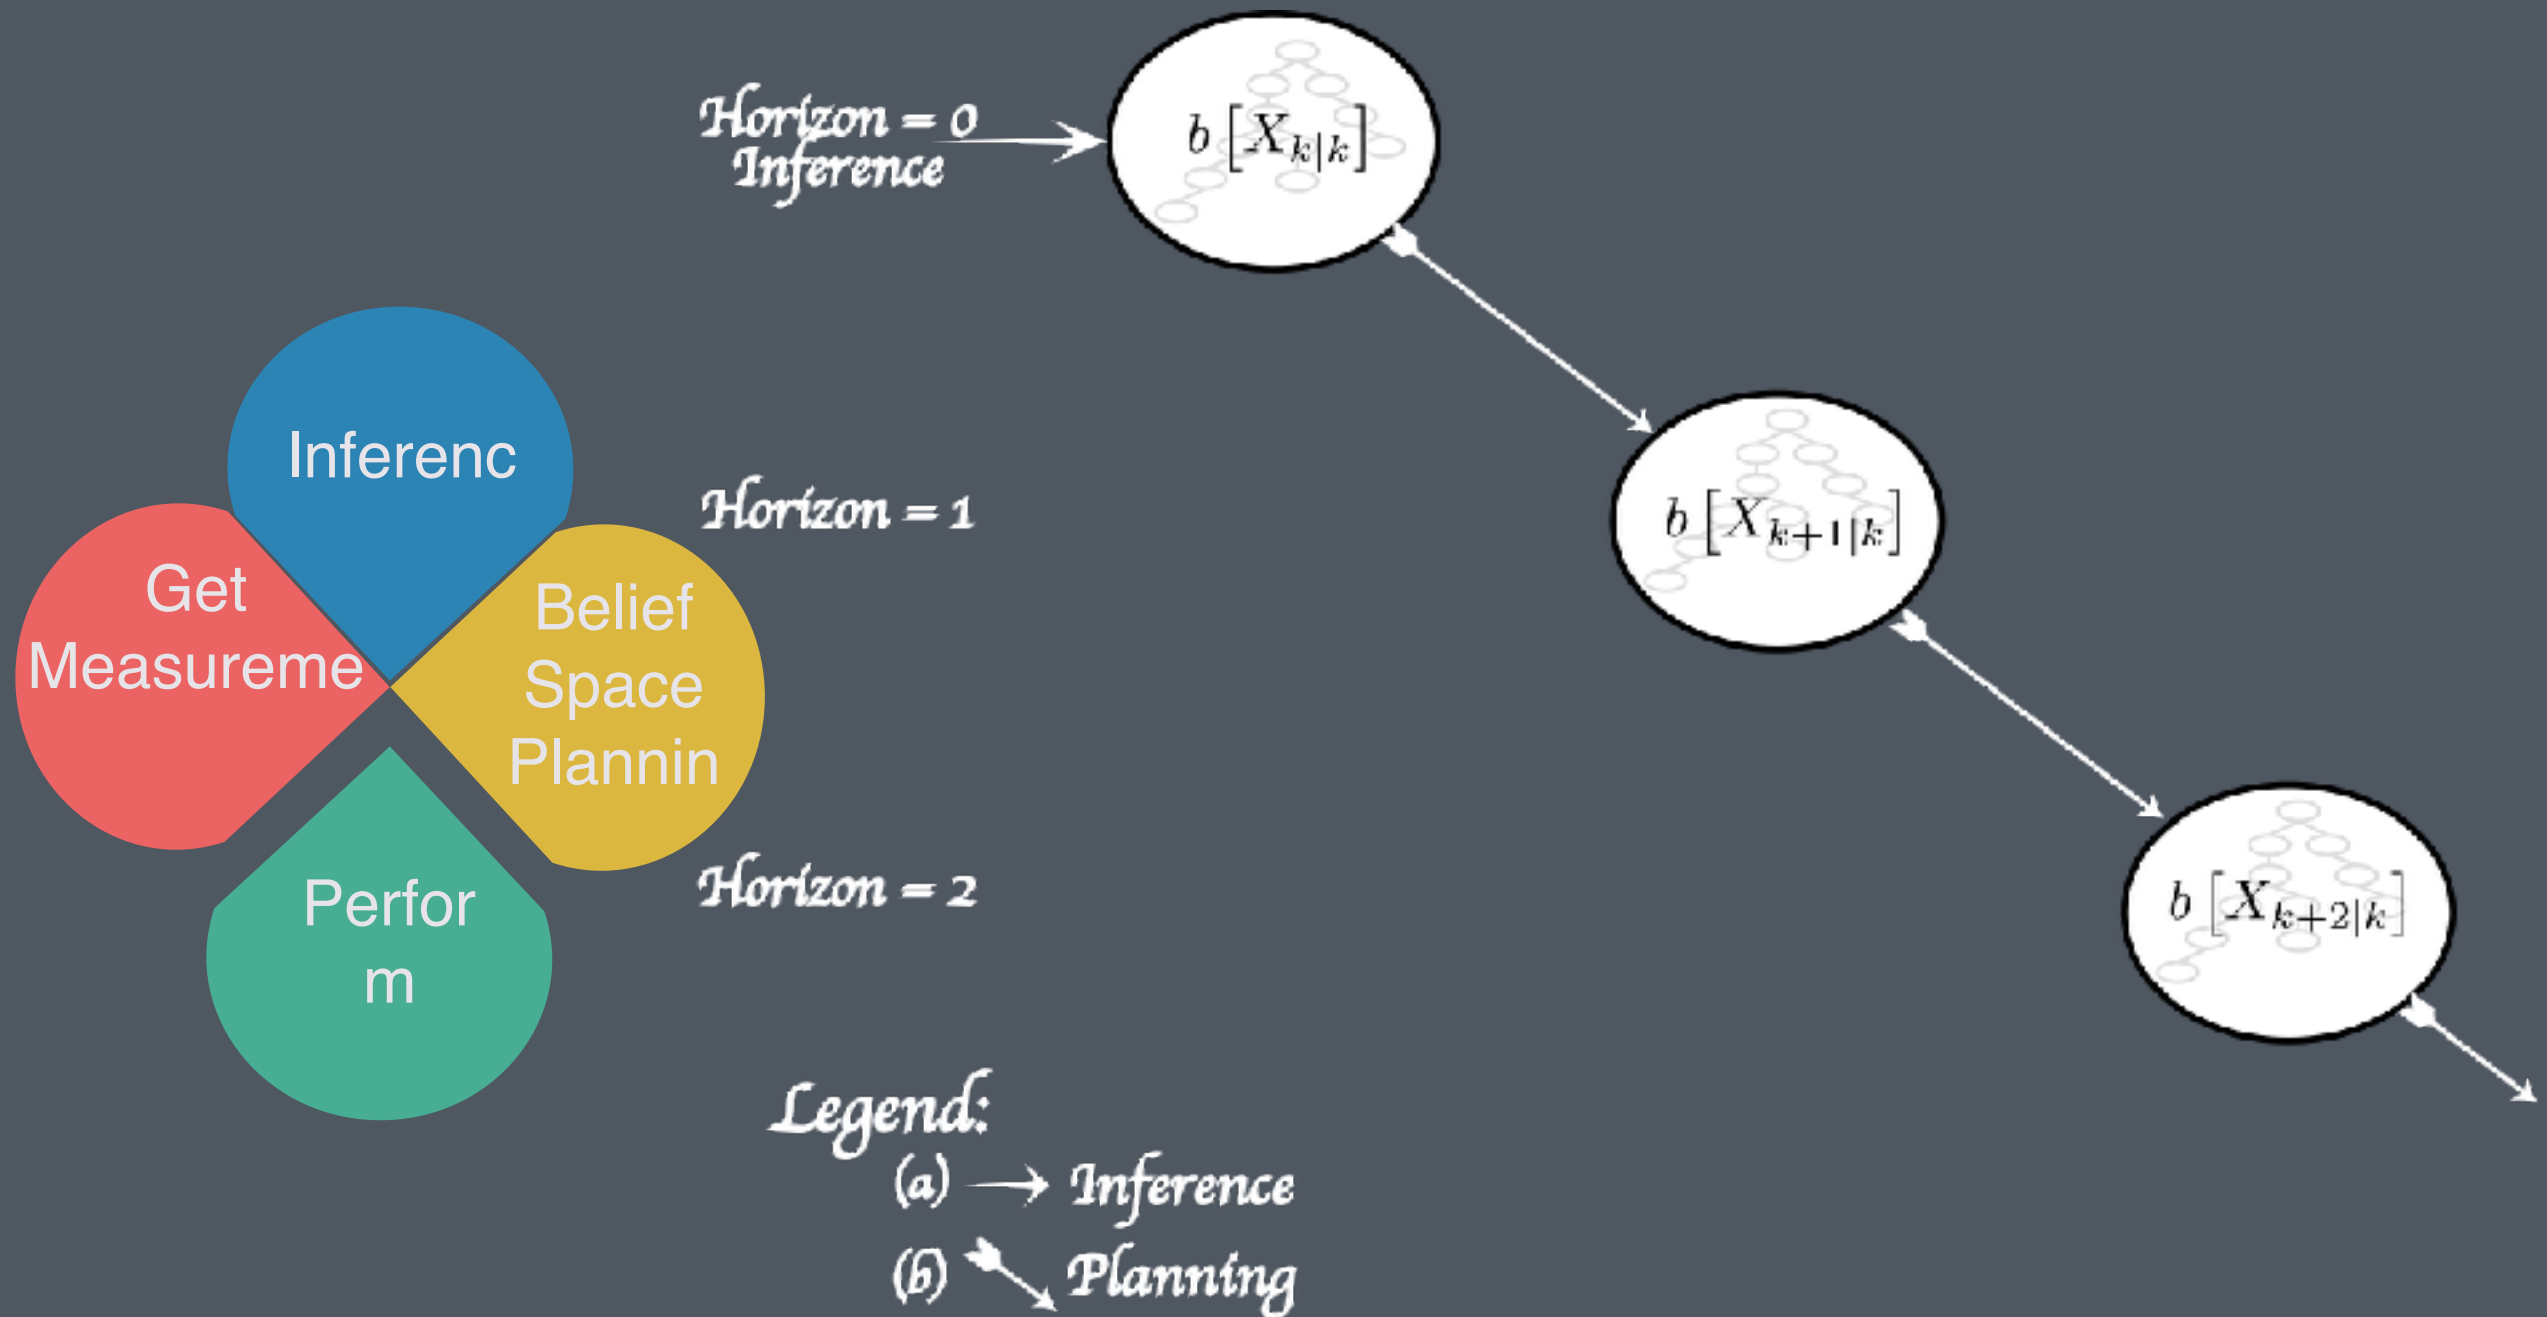 Horizon = 0
Inference
b [X_{k|k}]
Inferenc
Horizon = 1
b [X_{k+1|k}]
Get
Measureme
Belief
Space
Plannin
Horizon = 2
b [X_{k+2|k}]
Perfor
m
Legend:
(a) → Inference
(b) ↘ Planning